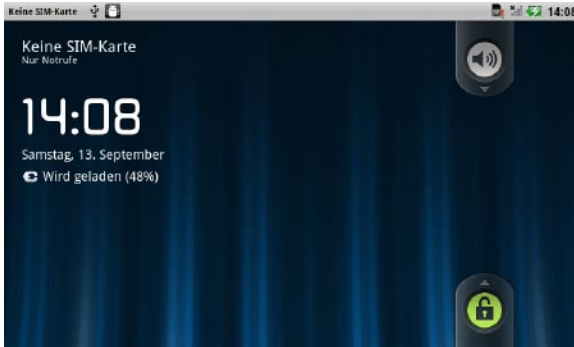 Keine SIM-Karte
14:08
Keine SIM-Karte
Nur Notrufe
14:08
Samstag, 13. September
Wird geladen (48%)